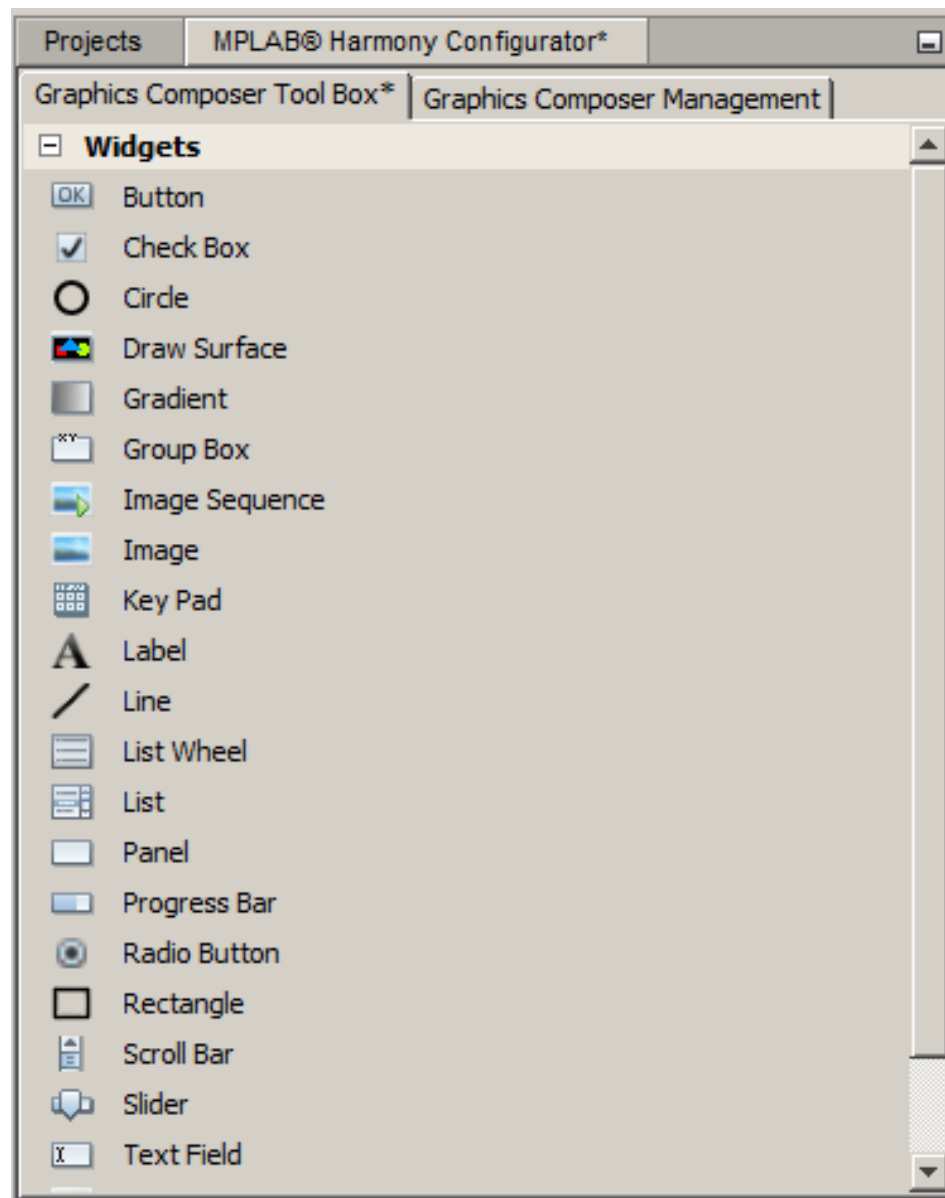 Projects MPLAB® Harmony Configurator*
Graphics Composer Tool Box* Graphics Composer Management
Widgets
OK Button
Check Box
Circle
Draw Surface
Gradient
XY Group Box
Image Sequence
Image
Key Pad
A Label
Line
List Wheel
List
Panel
Progress Bar
Radio Button
Rectangle
Scroll Bar
Slider
Text Field